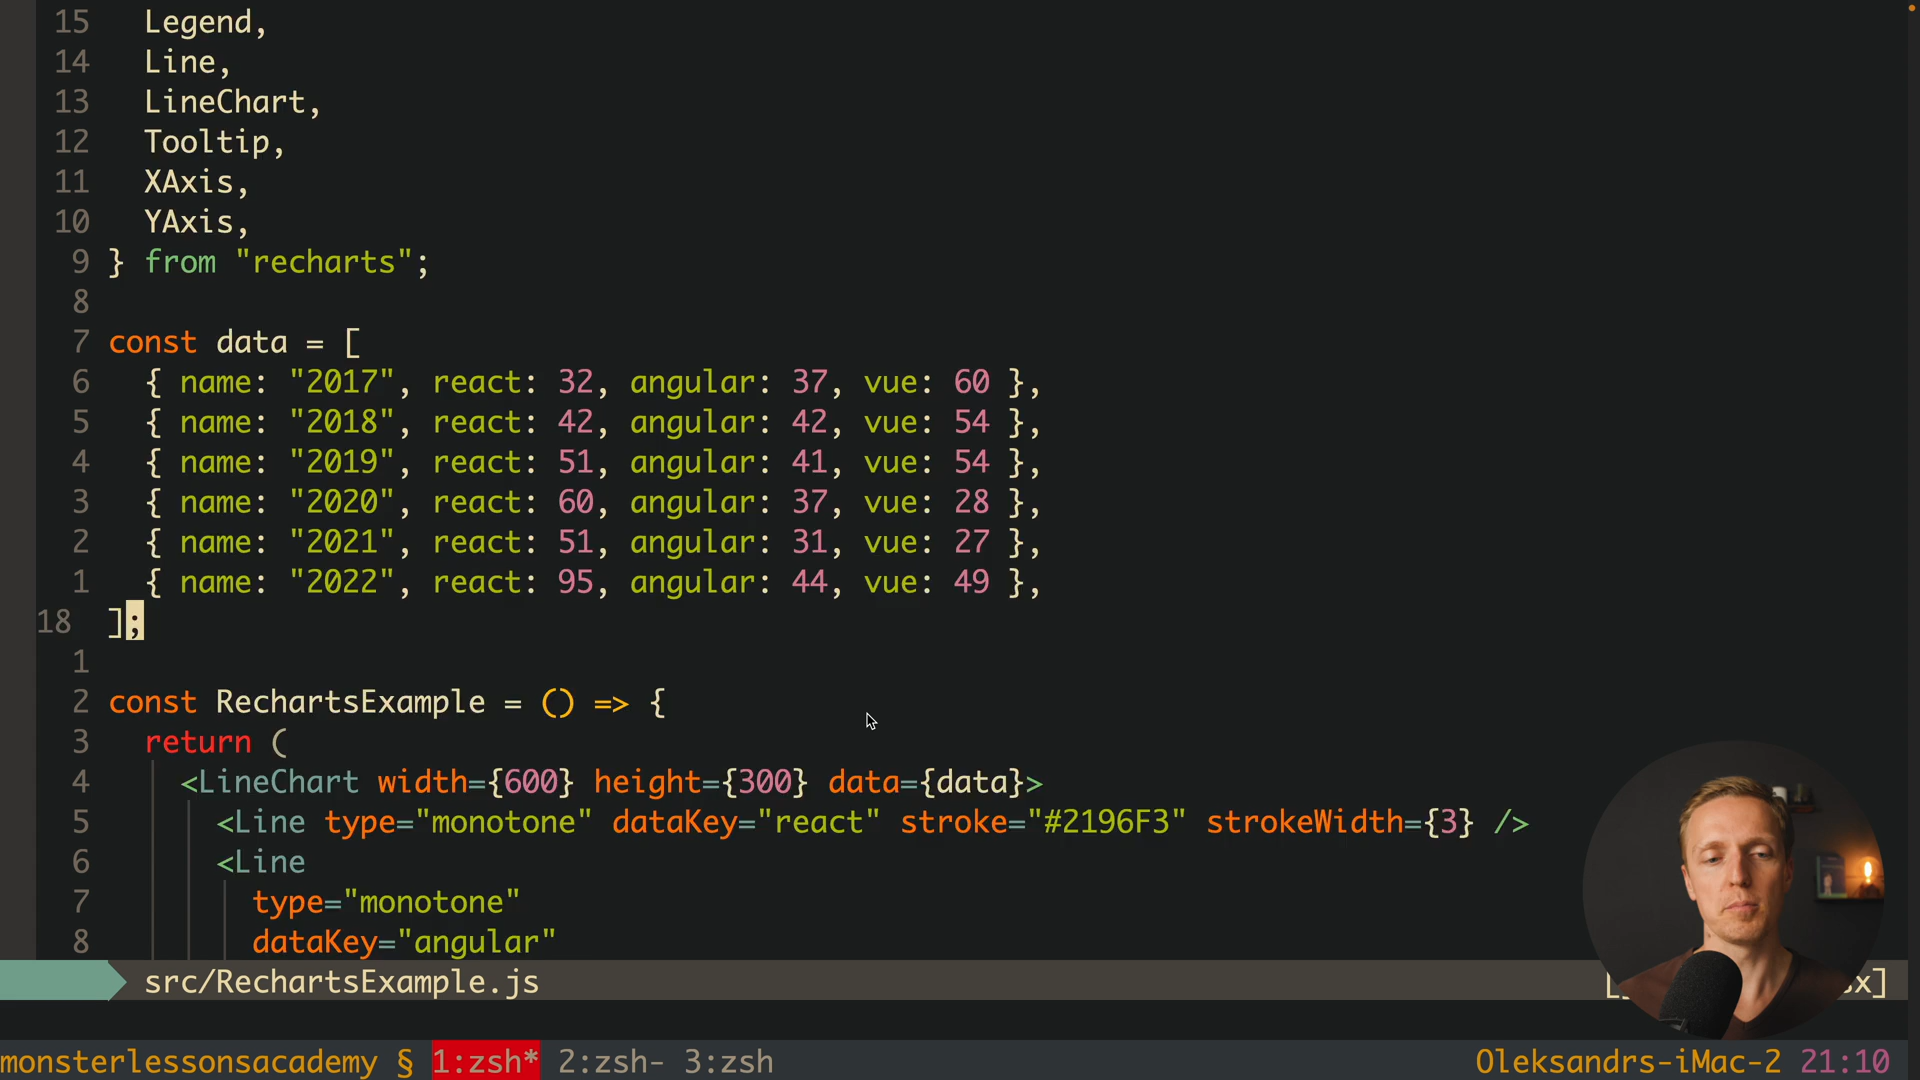 15 Legend,
14 Line,
13 LineChart,
12 Tooltip,
11 XAxis,
10 YAxis,
9 } from "recharts";
8
7 const data = [
6 { name: "2017", react: 32, angular: 37, vue: 60 },
5 { name: "2018", react: 42, angular: 42, vue: 54 },
4 { name: "2019", react: 51, angular: 41, vue: 54 },
3 { name: "2020", react: 60, angular: 37, vue: 28 },
2 { name: "2021", react: 51, angular: 31, vue: 27 },
1 { name: "2022", react: 95, angular: 44, vue: 49 },
18 ];
1
2 const RechartsExample = () => {
3 return (
4 <LineChart width={600} height={300} data={data}>
5 <Line type="monotone" dataKey="react" stroke="#2196F3" strokeWidth={3} />
6 <Line
7 type="monotone"
8 dataKey="angular"
src/RechartsExample.js
monsterlessonsacademy § 1:zsh* 2:zsh- 3:zsh Oleksandrs-iMac-2 21:10